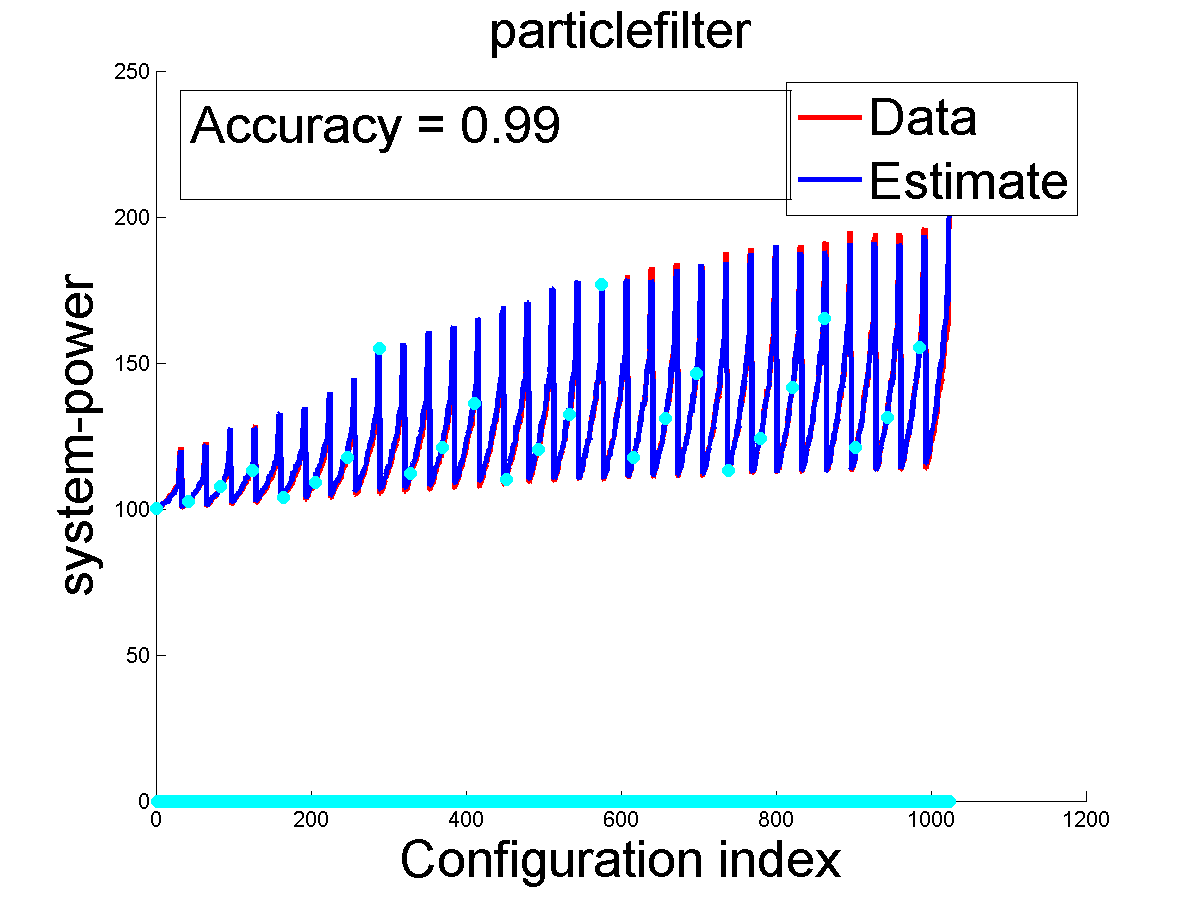 particlefilter
250
200
150
100
50
0
Accuracy = 0.99
Data
Estimate
system-power
0 200 400 600 800 1000 1200
Configuration index